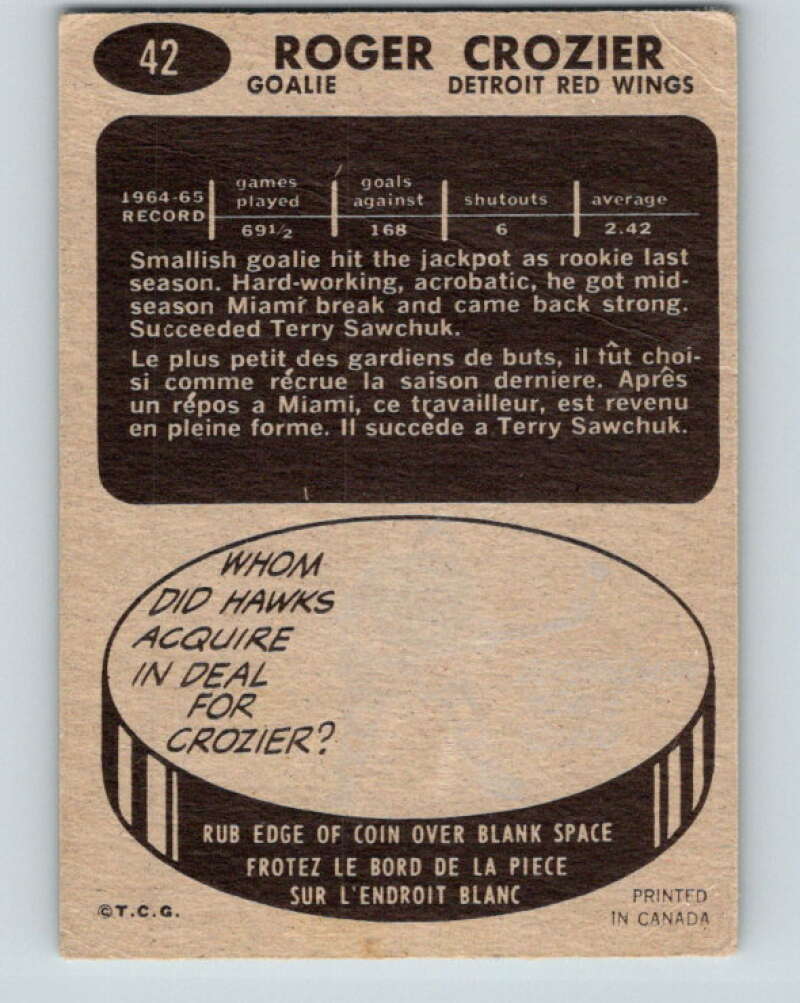 42 ROGER CROZIER
GOALIE DETROIT RED WINGS
1964-65 RECORD games played goals against shutouts average
69½ 168 6 2.42
Smallish goalie hit the jackpot as rookie last
season. Hard-working, acrobatic, he got mid-
season Miami break and came back strong.
Succeeded Terry Sawchuk.
Le plus petit des gardiens de buts, il fût choi-
si comme récrue la saison derniere. Après
un répos a Miami, ce travailleur, est revenu
en pleine forme. Il succède a Terry Sawchuk.
WHOM
DID HAWKS
ACQUIRE
IN DEAL
FOR
CROZIER?
RUB EDGE OF COIN OVER BLANK SPACE
FROTEZ LE BORD DE LA PIECE
SUR L'ENDROIT BLANC
©T.C.G.
PRINTED
IN CANADA